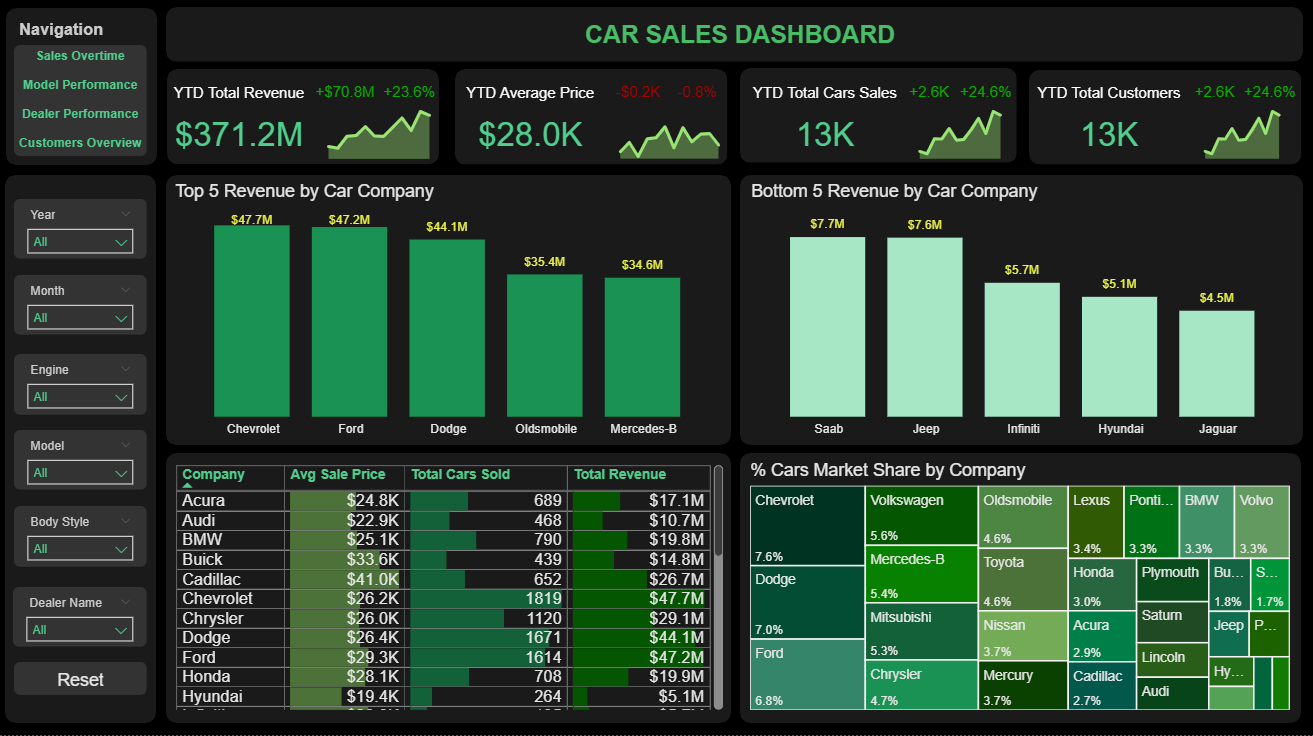 Navigation
Sales Overtime
Model Performance
Dealer Performance
Customers Overview
CAR SALES DASHBOARD
YTD Total Revenue +$70.8M +23.6%
$371.2M
YTD Average Price -$0.2K -0.8%
$28.0K
YTD Total Cars Sales +2.6K +24.6%
13K
YTD Total Customers +2.6K +24.6%
13K
Year
All
Month
All
Engine
All
Model
All
Body Style
All
Dealer Name
All
Reset
Top 5 Revenue by Car Company
$47.7M $47.2M $44.1M $35.4M $34.6M
Chevrolet Ford Dodge Oldsmobile Mercedes-B
Bottom 5 Revenue by Car Company
$7.7M $7.6M $5.7M $5.1M $4.5M
Saab Jeep Infiniti Hyundai Jaguar
Company Avg Sale Price Total Cars Sold Total Revenue
Acura $24.8K 689 $17.1M
Audi $22.9K 468 $10.7M
BMW $25.1K 790 $19.8M
Buick $33.6K 439 $14.8M
Cadillac $41.0K 652 $26.7M
Chevrolet $26.2K 1819 $47.7M
Chrysler $26.0K 1120 $29.1M
Dodge $26.4K 1671 $44.1M
Ford $29.3K 1614 $47.2M
Honda $28.1K 708 $19.9M
Hyundai $19.4K 264 $5.1M
% Cars Market Share by Company
Chevrolet
7.6%
Dodge
7.0%
Ford
6.8%
Volkswagen
5.6%
Mercedes-B
5.4%
Mitsubishi
5.3%
Chrysler
4.7%
Oldsmobile
4.6%
Toyota
4.6%
Nissan
3.7%
Mercury
3.7%
Lexus
3.4%
Ponti...
3.3%
BMW
3.3%
Volvo
3.3%
Honda
3.0%
Acura
2.9%
Cadillac
2.7%
Plymouth
Saturn
Lincoln
Audi
Bu...
1.8%
S...
1.7%
Jeep
P...
Hy...